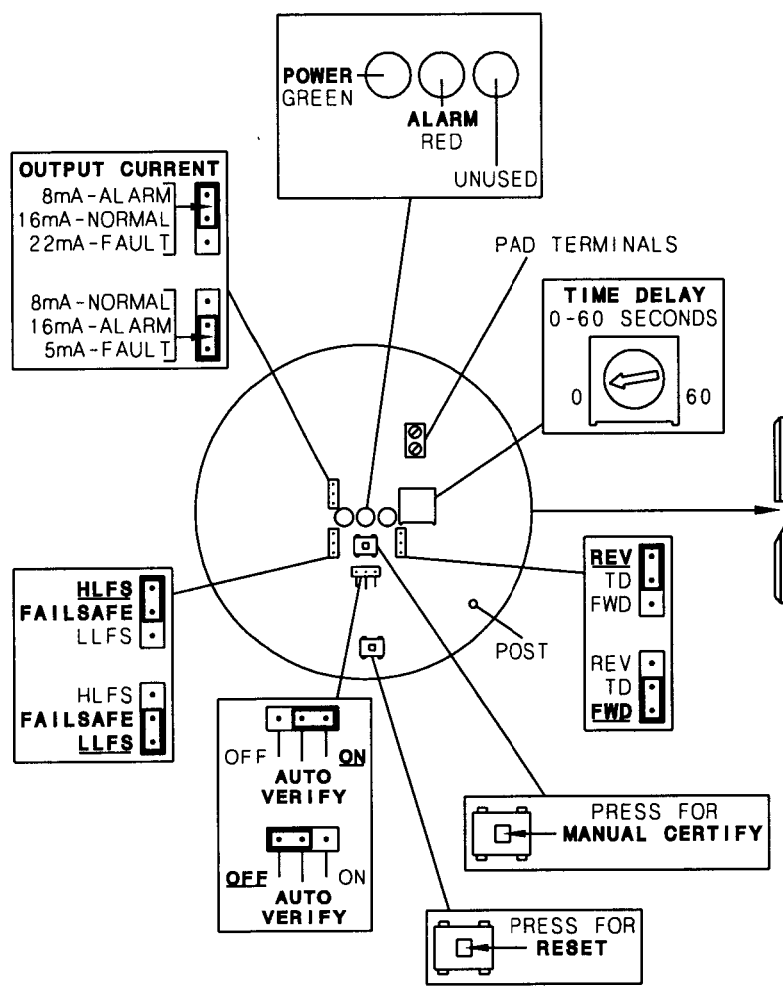 POWER
GREEN
ALARM
RED
UNUSED
OUTPUT CURRENT
8mA-ALARM
16mA-NORMAL
22mA-FAULT
8mA-NORMAL
16mA-ALARM
5mA-FAULT
PAD TERMINALS
TIME DELAY
0-60 SECONDS
0 60
HLFS
FAILSAFE
LLFS
HLFS
FAILSAFE
LLFS
REV
TD
FWD
REV
TD
FWD
POST
OFF ON
AUTO
VERIFY
OFF ON
AUTO
VERIFY
PRESS FOR
MANUAL CERTIFY
PRESS FOR
RESET